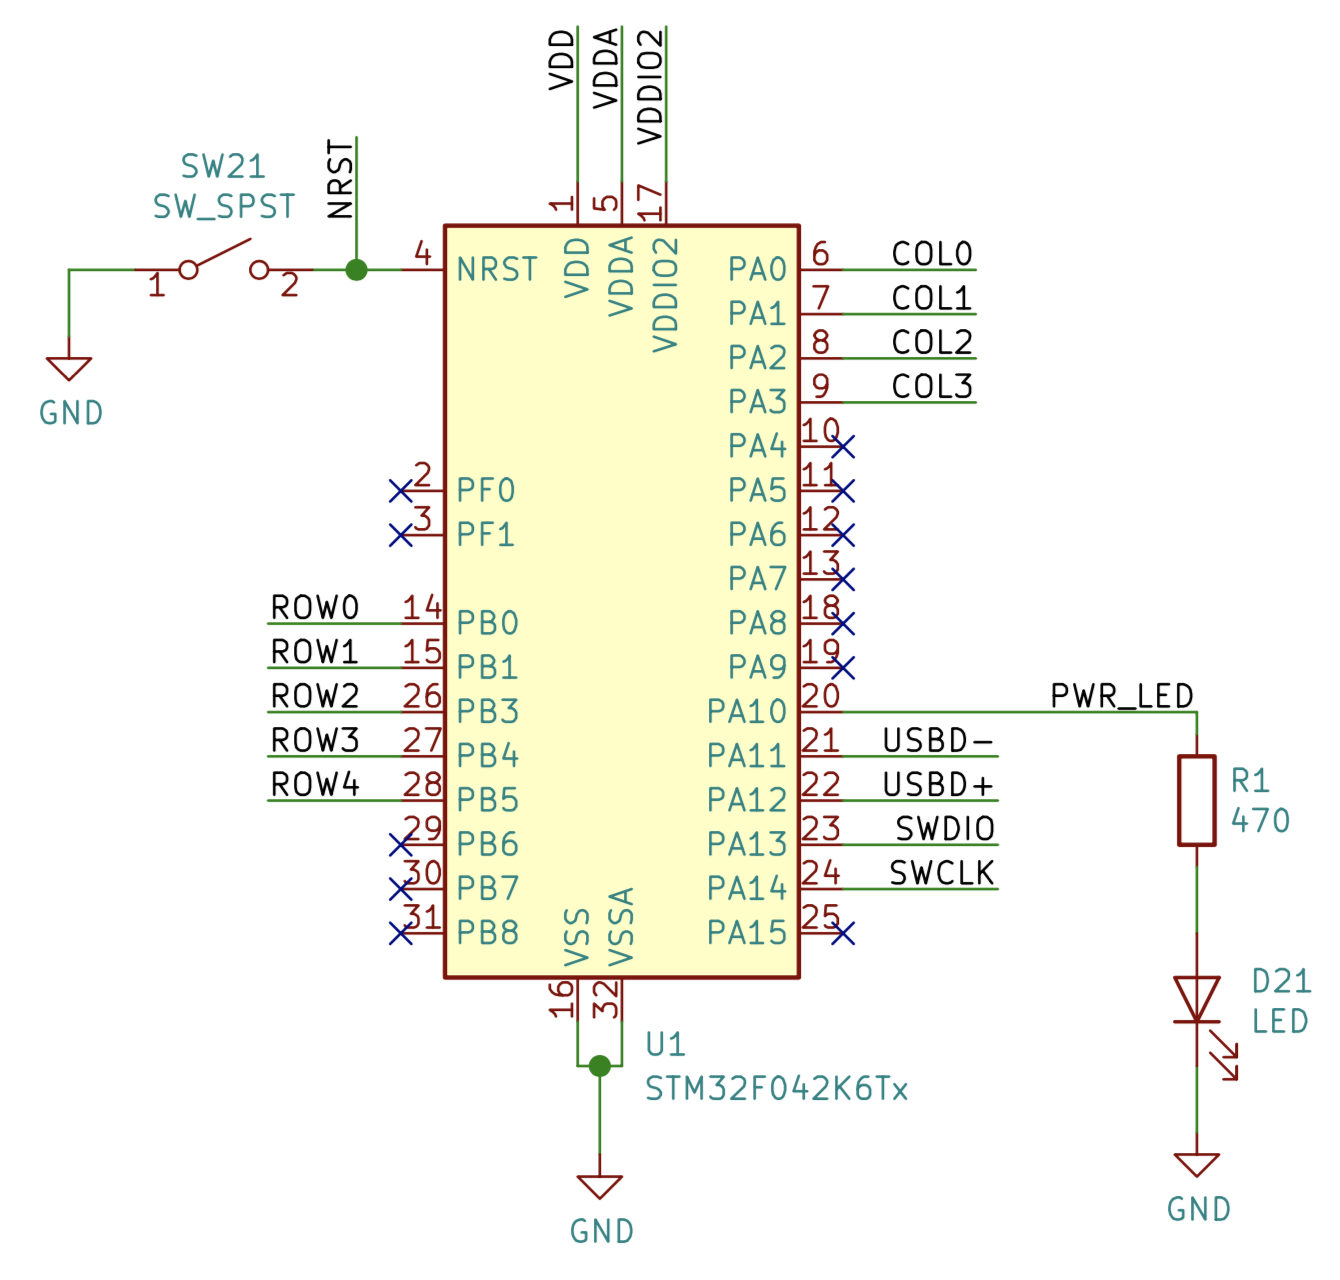 VDD
VDDA
VDDIO2
SW21
SW_SPST
NRST
1
2
GND
1
5
17
4
NRST
VDD
VDDA
VDDIO2
PA0
6
COL0
PA1
7
COL1
PA2
8
COL2
PA3
9
COL3
PA4
10
2
PF0
PA5
11
3
PF1
PA6
12
PA7
13
ROW0
14
PB0
PA8
18
ROW1
15
PB1
PA9
19
ROW2
26
PB3
PA10
20
PWR_LED
ROW3
27
PB4
PA11
21
USBD-
ROW4
28
PB5
PA12
22
USBD+
R1
470
29
PB6
PA13
23
SWDIO
30
PB7
PA14
24
SWCLK
31
PB8
VSS
VSSA
PA15
25
16
32
D21
LED
U1
STM32F042K6Tx
GND
GND